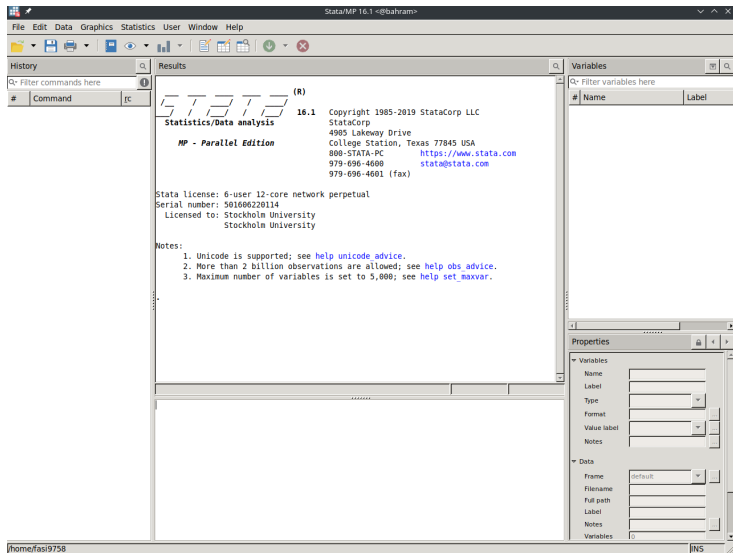 Stata/MP 16.1 <@bahram>
File Edit Data Graphics Statistics User Window Help
History
Filter commands here
# Command rc
Results
(R)
16.1 Copyright 1985-2019 StataCorp LLC
Statistics/Data analysis StataCorp
4905 Lakeway Drive
MP - Parallel Edition College Station, Texas 77845 USA
800-STATA-PC https://www.stata.com
979-696-4600 stata@stata.com
979-696-4601 (fax)
Stata license: 6-user 12-core network perpetual
Serial number: 501606220114
Licensed to: Stockholm University
Stockholm University
Notes:
1. Unicode is supported; see help unicode_advice.
2. More than 2 billion observations are allowed; see help obs_advice.
3. Maximum number of variables is set to 5,000; see help set_maxvar.
.
Variables
Filter variables here
# Name Label
Properties
Variables
Name
Label
Type
Format
Value label
Notes
Data
Frame default
Filename
Full path
Label
Notes
Variables 0
/home/fasi9758
INS